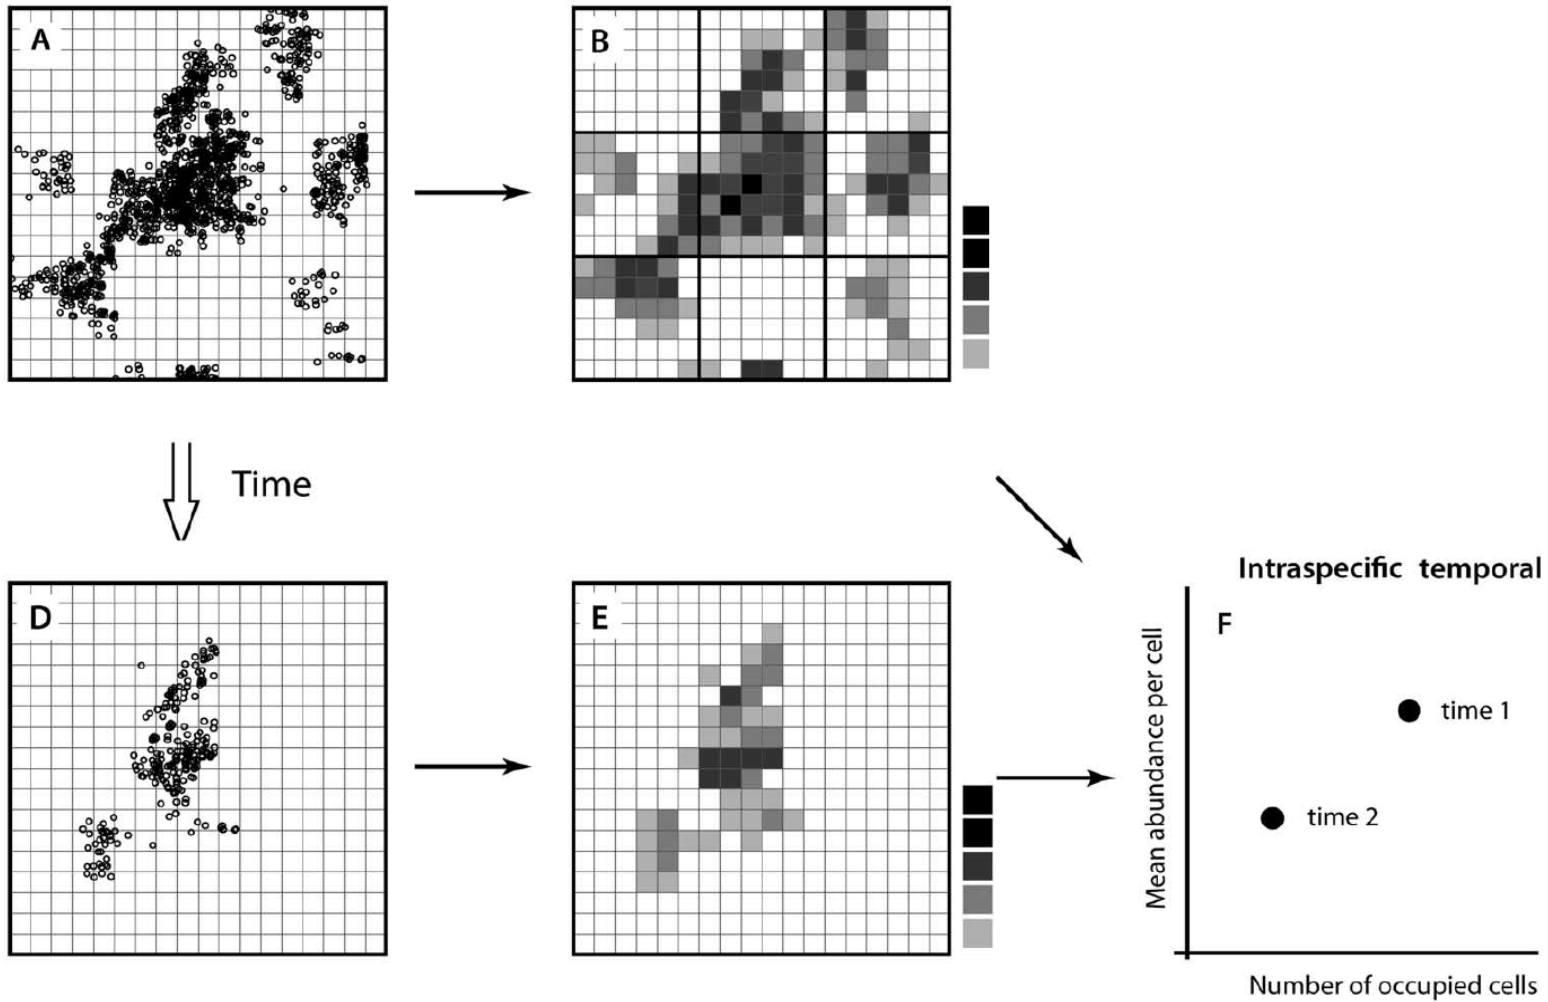 A
B
Time
D
E
Intraspecific temporal
F
Mean abundance per cell
time 1
time 2
Number of occupied cells